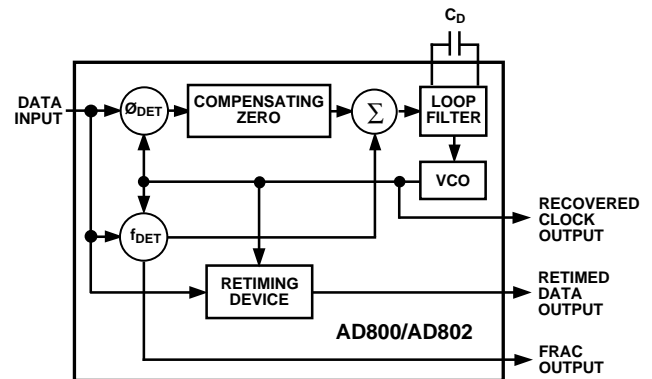 C_D
DATA
INPUT
Ø_DET
COMPENSATING
ZERO
Σ
LOOP
FILTER
VCO
RECOVERED
CLOCK
OUTPUT
f_DET
RETIMING
DEVICE
RETIMED
DATA
OUTPUT
AD800/AD802
FRAC
OUTPUT